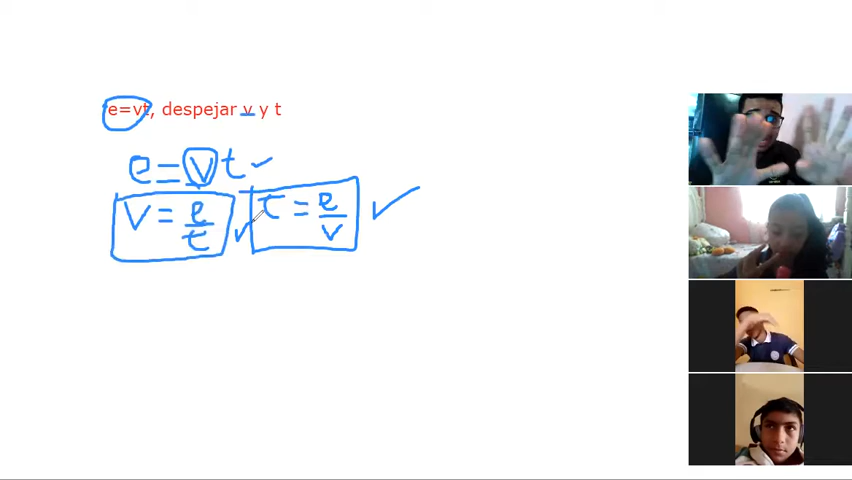 e=vt, despejar v y t
e = v t
v = e/t t = e/v